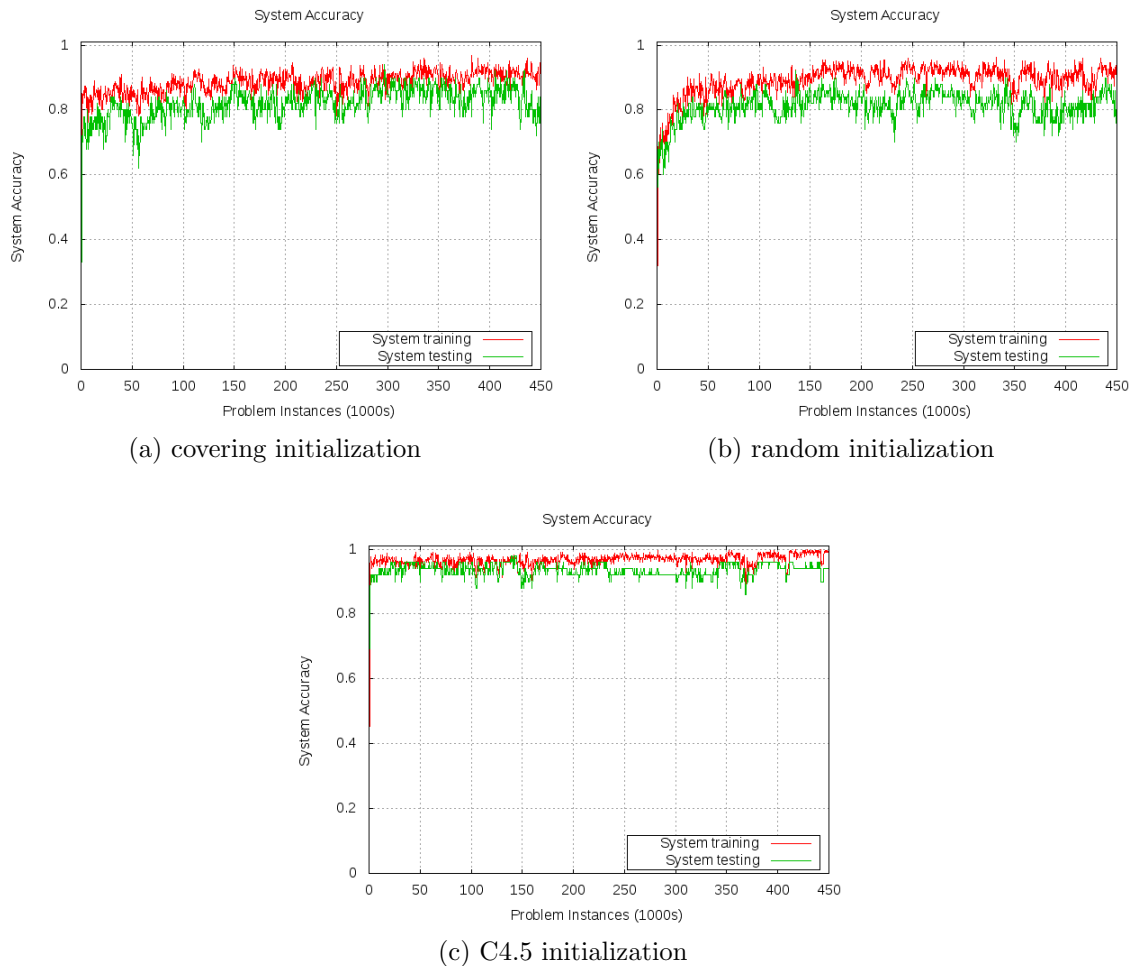 System Accuracy
1
0.8
0.6
0.4
0.2
0
System Accuracy
System training
System testing
0 50 100 150 200 250 300 350 400 450
Problem Instances (1000s)
(a) covering initialization
System Accuracy
1
0.8
0.6
0.4
0.2
0
System Accuracy
System training
System testing
0 50 100 150 200 250 300 350 400 450
Problem Instances (1000s)
(b) random initialization
System Accuracy
1
0.8
0.6
0.4
0.2
0
System Accuracy
System training
System testing
0 50 100 150 200 250 300 350 400 450
Problem Instances (1000s)
(c) C4.5 initialization